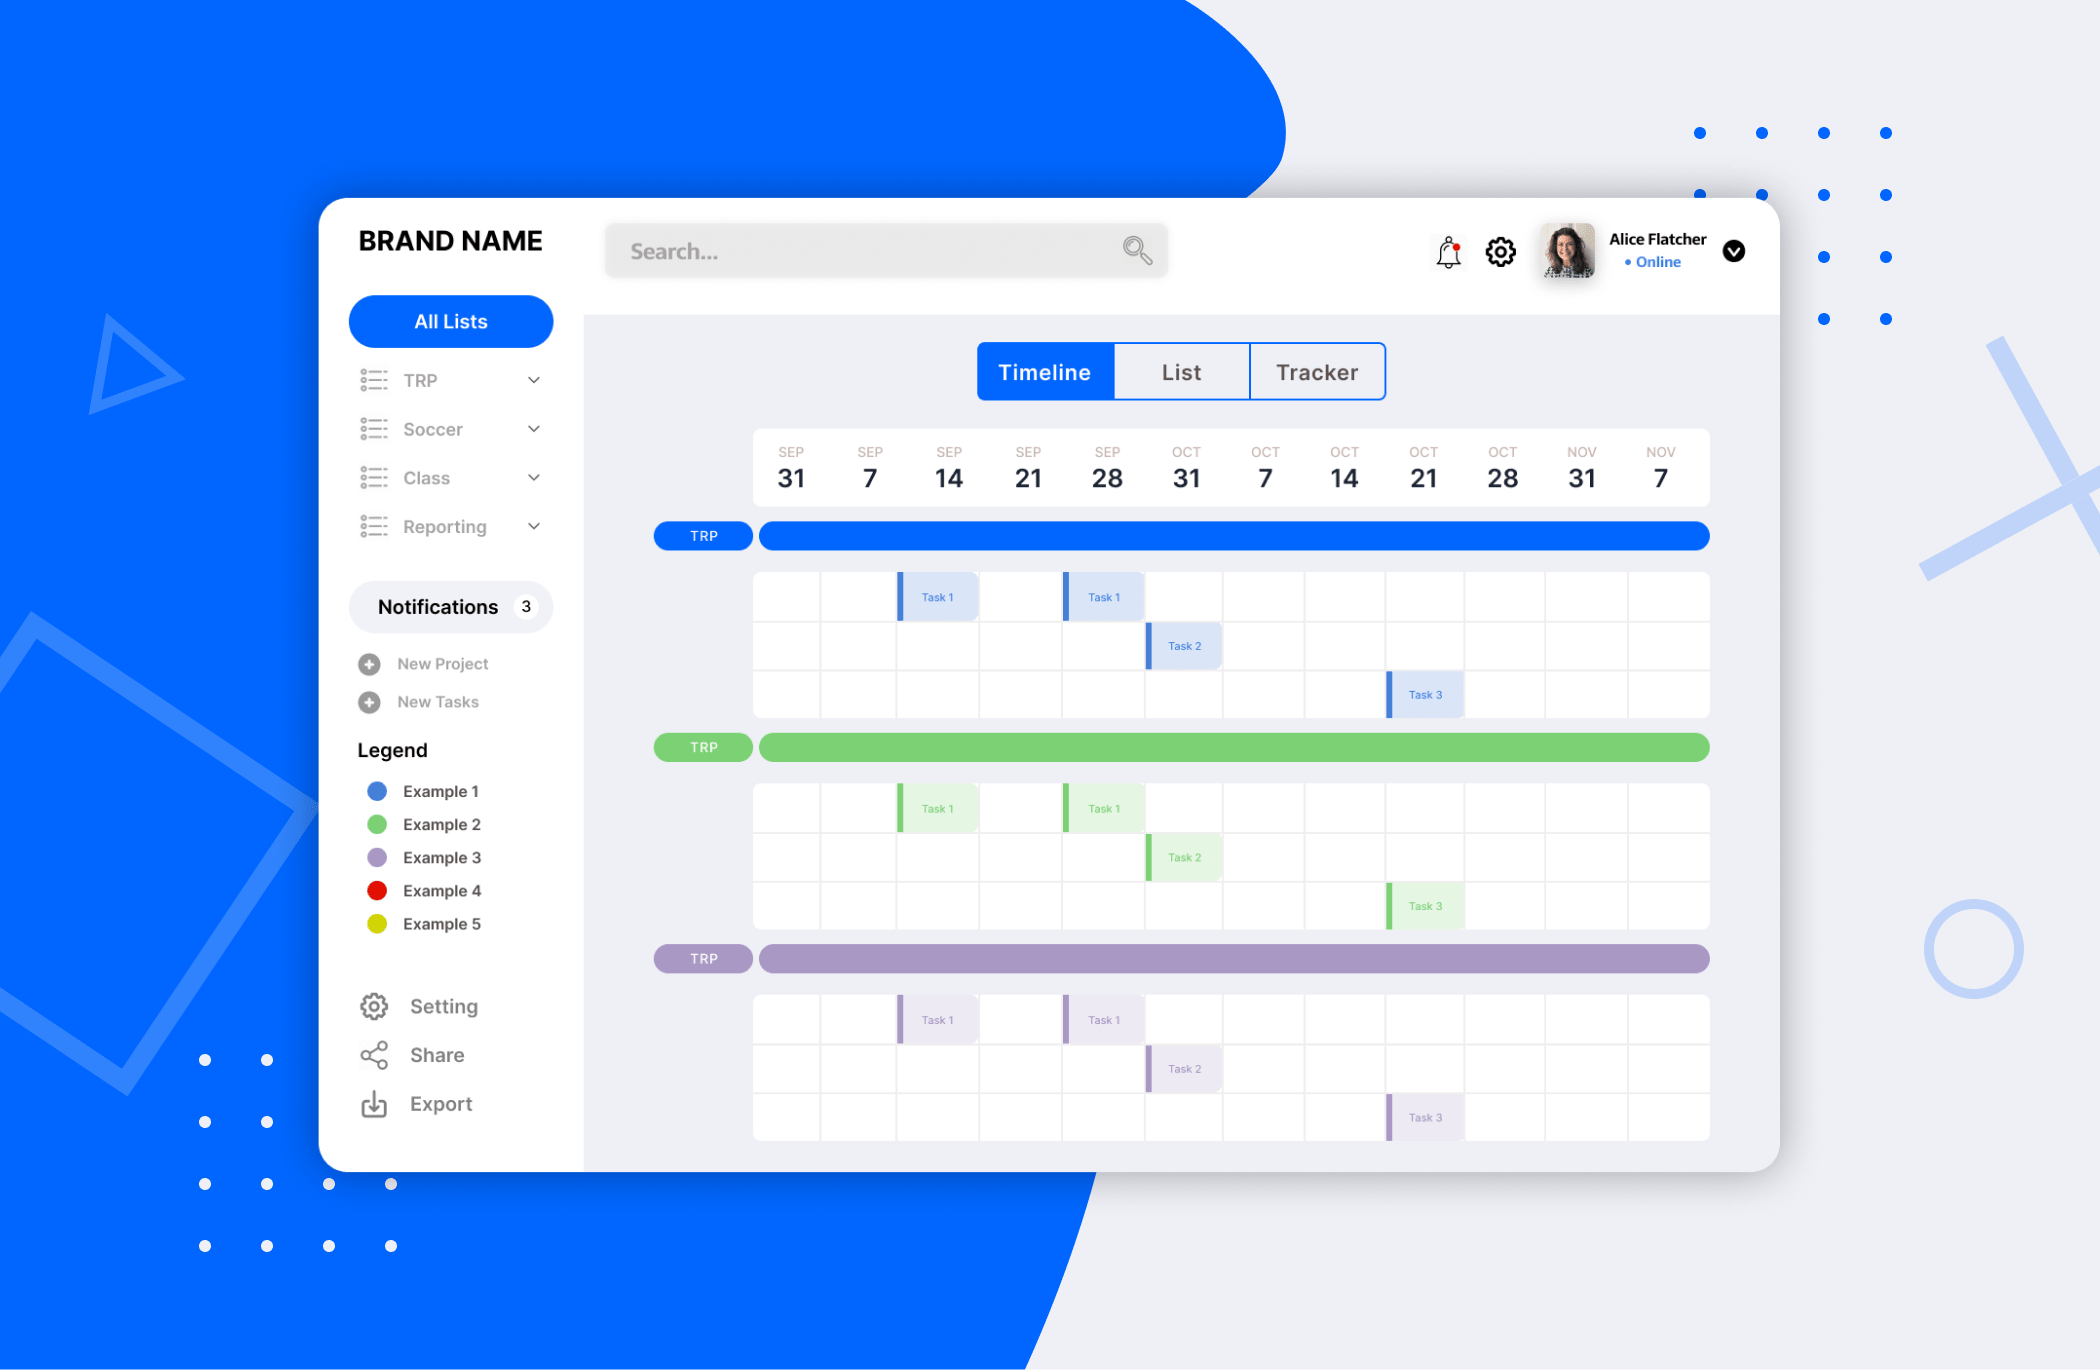 BRAND NAME
Search...
Alice Flatcher
• Online
All Lists
TRP
Soccer
Class
Reporting
Notifications 3
New Project
New Tasks
Legend
Example 1
Example 2
Example 3
Example 4
Example 5
Setting
Share
Export
Timeline List Tracker
SEP SEP SEP SEP SEP OCT OCT OCT OCT OCT NOV NOV
31 7 14 21 28 31 7 14 21 28 31 7
TRP
Task 1 Task 1
Task 2
Task 3
TRP
Task 1 Task 1
Task 2
Task 3
TRP
Task 1 Task 1
Task 2
Task 3